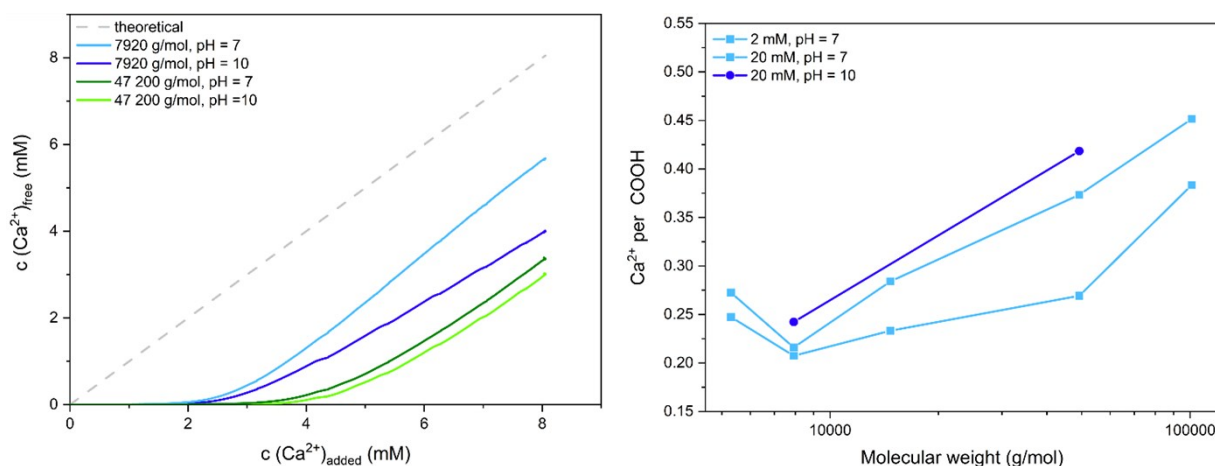 theoretical
7920 g/mol, pH = 7
7920 g/mol, pH = 10
47 200 g/mol, pH = 7
47 200 g/mol, pH =10
8
6
4
2
0
c (Ca²⁺)free (mM)
0 2 4 6 8
c (Ca²⁺)added (mM)
2 mM, pH = 7
20 mM, pH = 7
20 mM, pH = 10
0.55
0.50
0.45
0.40
0.35
0.30
0.25
0.20
0.15
Ca²⁺ per COOH
10000 100000
Molecular weight (g/mol)